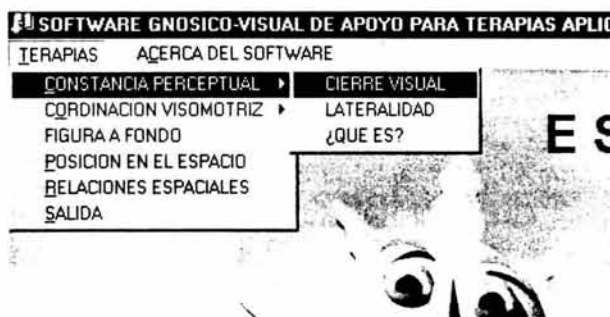 SOFTWARE GNOSICO-VISUAL DE APOYO PARA TERAPIAS
TERAPIAS ACERCA DEL SOFTWARE
CONSTANCIA PERCEPTUAL
CORDINACION VISOMOTRIZ
FIGURA A FONDO
POSICION EN EL ESPACIO
RELACIONES ESPACIALES
SALIDA
CIERRE VISUAL
LATERALIDAD
¿QUE ES?